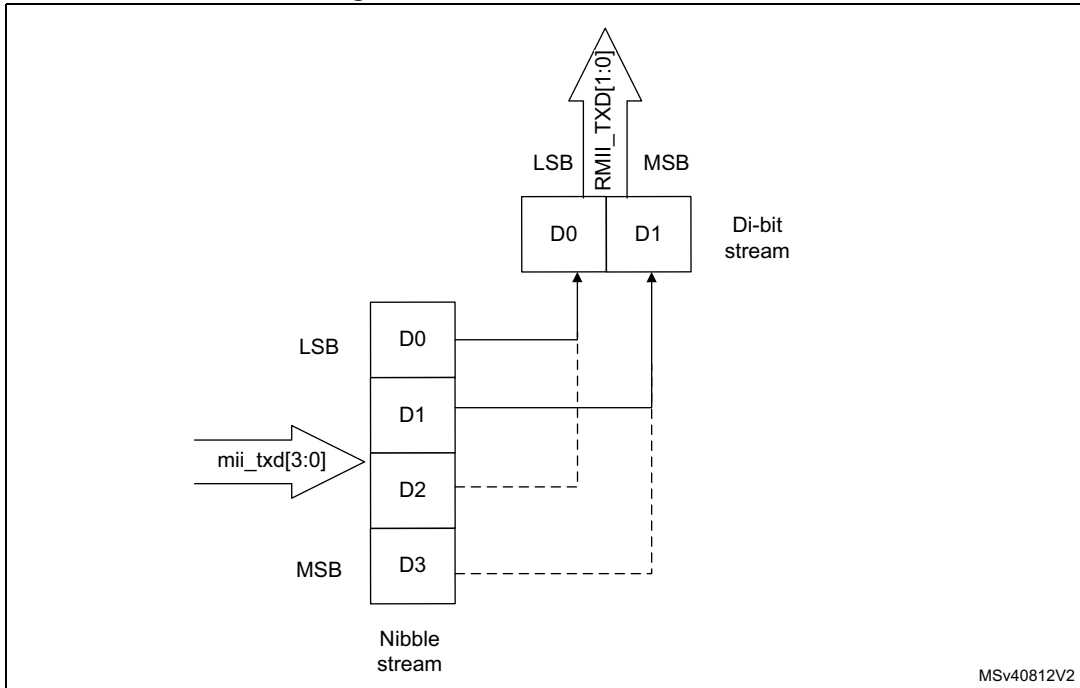 RMII_TXD[1:0]
LSB
MSB
D0
D1
Di-bit
stream
LSB
D0
D1
mii_txd[3:0]
D2
MSB
D3
Nibble
stream
MSv40812V2